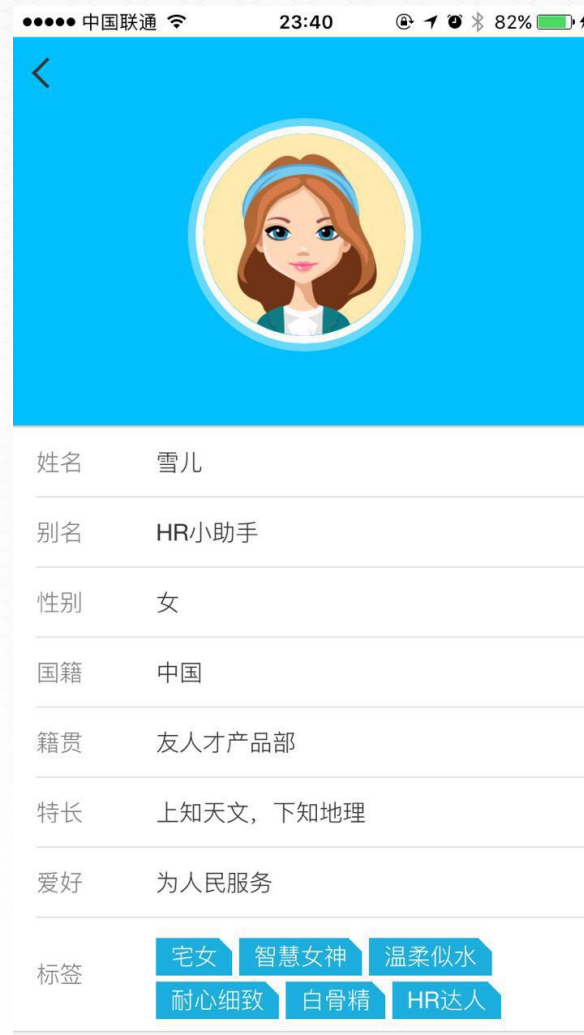 中国联通 23:40 82%
姓名 雪儿
别名 HR小助手
性别 女
国籍 中国
籍贯 友人才产品部
特长 上知天文，下知地理
爱好 为人民服务
标签 宅女 智慧女神 温柔似水
耐心细致 白骨精 HR达人